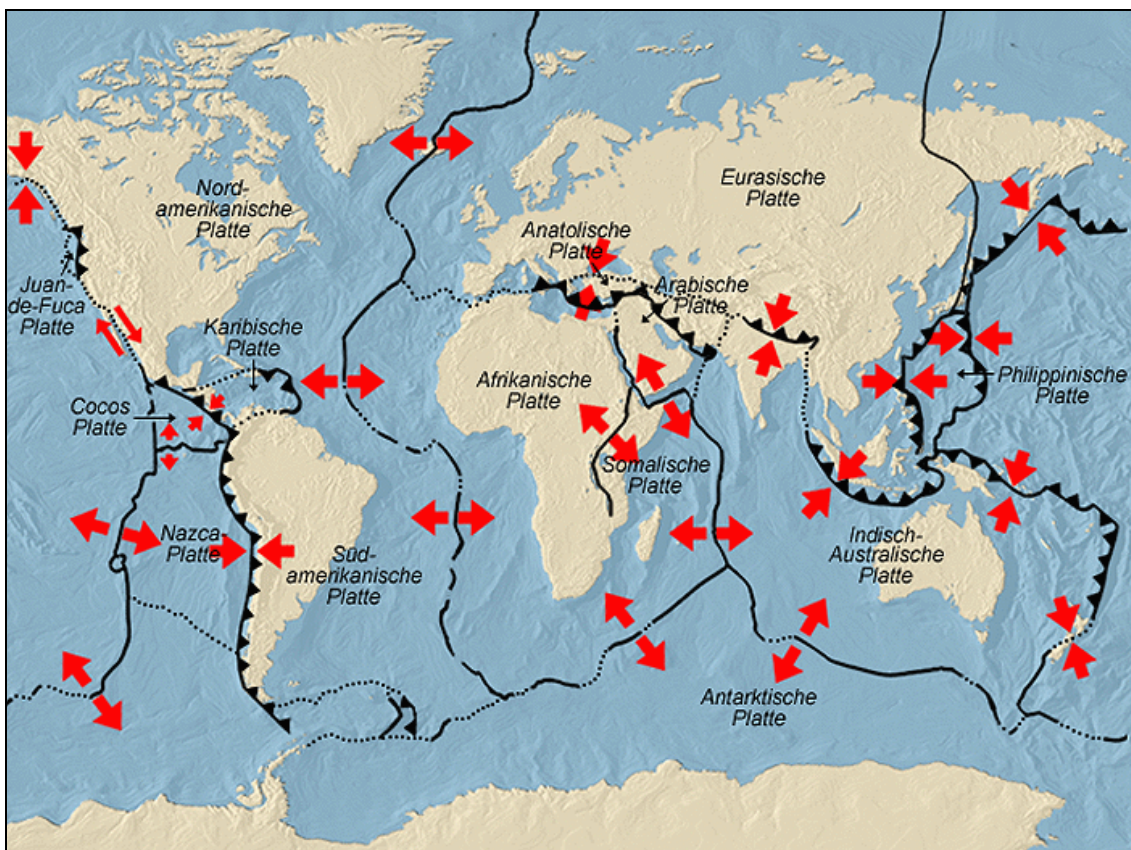 Nord-
amerikanische
Platte
Eurasische
Platte
Anatolische
Platte
Arabische
Platte
Juan-
de-Fuca
Platte
Karibische
Platte
Cocos
Platte
Afrikanische
Platte
Philippinische
Platte
Somalische
Platte
Nazca-
Platte
Süd-
amerikanische
Platte
Indisch-
Australische
Platte
Antarktische
Platte